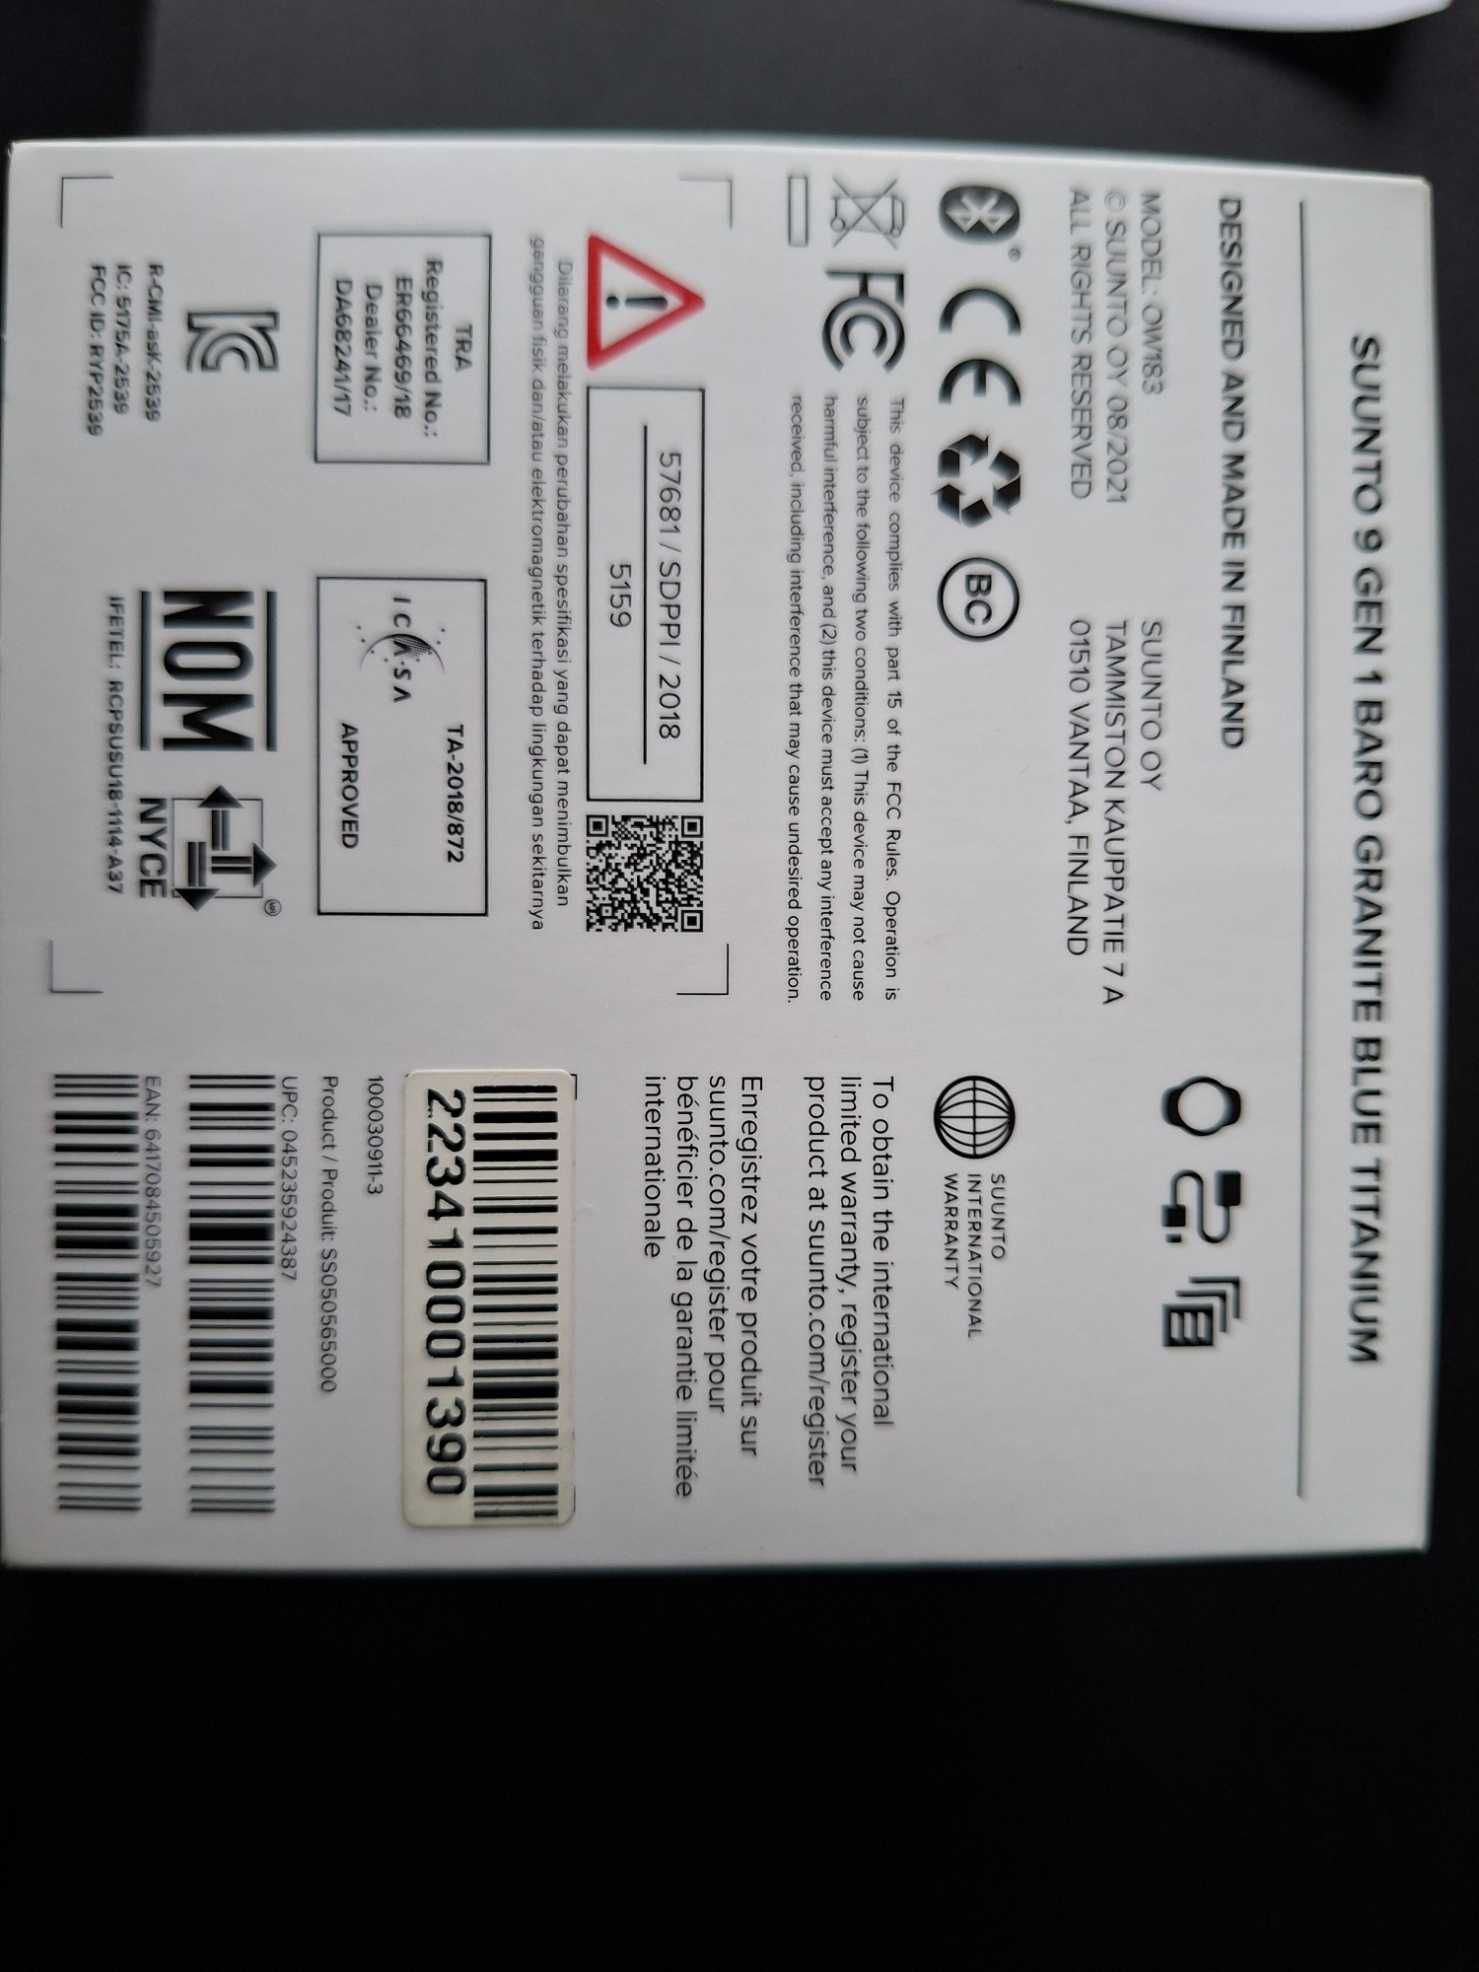 SUUNTO 9 GEN 1 BARO GRANITE BLUE TITANIUM
DESIGNED AND MADE IN FINLAND
MODEL: OW183
© SUUNTO OY 08/2021
ALL RIGHTS RESERVED
SUUNTO OY
TAMMISTON KAUPPATIE 7 A
01510 VANTAA, FINLAND
® CE BC
FC
This device complies with part 15 of the FCC Rules. Operation is
subject to the following two conditions: (1) This device may not cause
harmful interference, and (2) this device must accept any interference
received, including interference that may cause undesired operation.
SUUNTO
INTERNATIONAL
WARRANTY
To obtain the international
limited warranty, register your
product at suunto.com/register
Enregistrez votre produit sur
suunto.com/register pour
bénéficier de la garantie limitée
internationale
!
57681 / SDPPI / 2018
5159
Dilarang melakukan perubahan spesifikasi yang dapat menimbulkan
gangguan fisik dan/atau elektromagnetik terhadap lingkungan sekitarnya
TRA
Registered No.:
ER66469/18
Dealer No.:
DA68241/17
ICASA
TA-2018/872
APPROVED
R-CMI-asK-2539
IC: 5175A-2539
FCC ID: RYP2539
NOM
NYCE
IFETEL: RCPSUSU18-1114-A37
223410001390
100030911-3
Product / Produit: SS050565000
UPC: 045235924387
EAN: 6417084505927